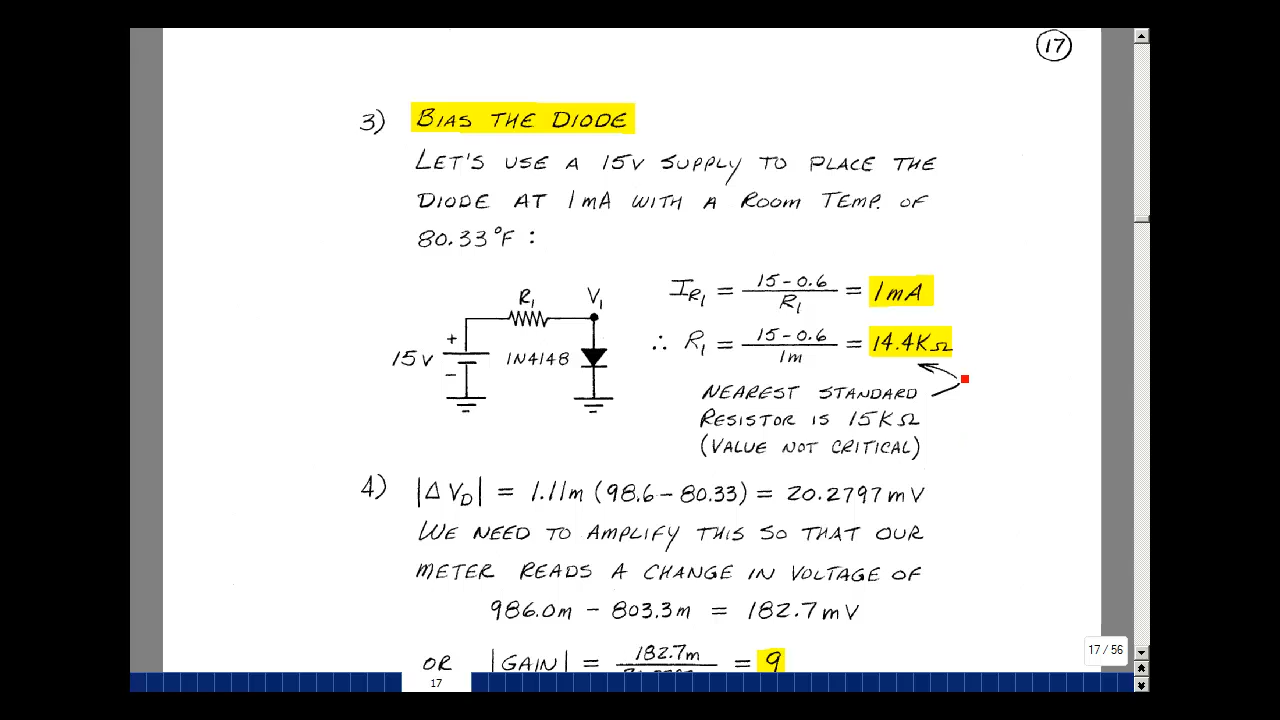 17
3) BIAS THE DIODE
LET'S USE A 15V SUPPLY TO PLACE THE
DIODE AT 1mA WITH A ROOM TEMP. OF
80.33°F :
I_R1 = 15-0.6 / R1 = 1mA
∴ R1 = 15-0.6 / 1m = 14.4KΩ
R1
V1
+
15V
-
1N4148
NEAREST STANDARD
RESISTOR IS 15KΩ
(VALUE NOT CRITICAL)
4) |ΔV_D| = 1.11m (98.6 - 80.33) = 20.2797mV
WE NEED TO AMPLIFY THIS SO THAT OUR
METER READS A CHANGE IN VOLTAGE OF
986.0m - 803.3m = 182.7mV
OR |GAIN| = 182.7m / = 9
17 / 56
17